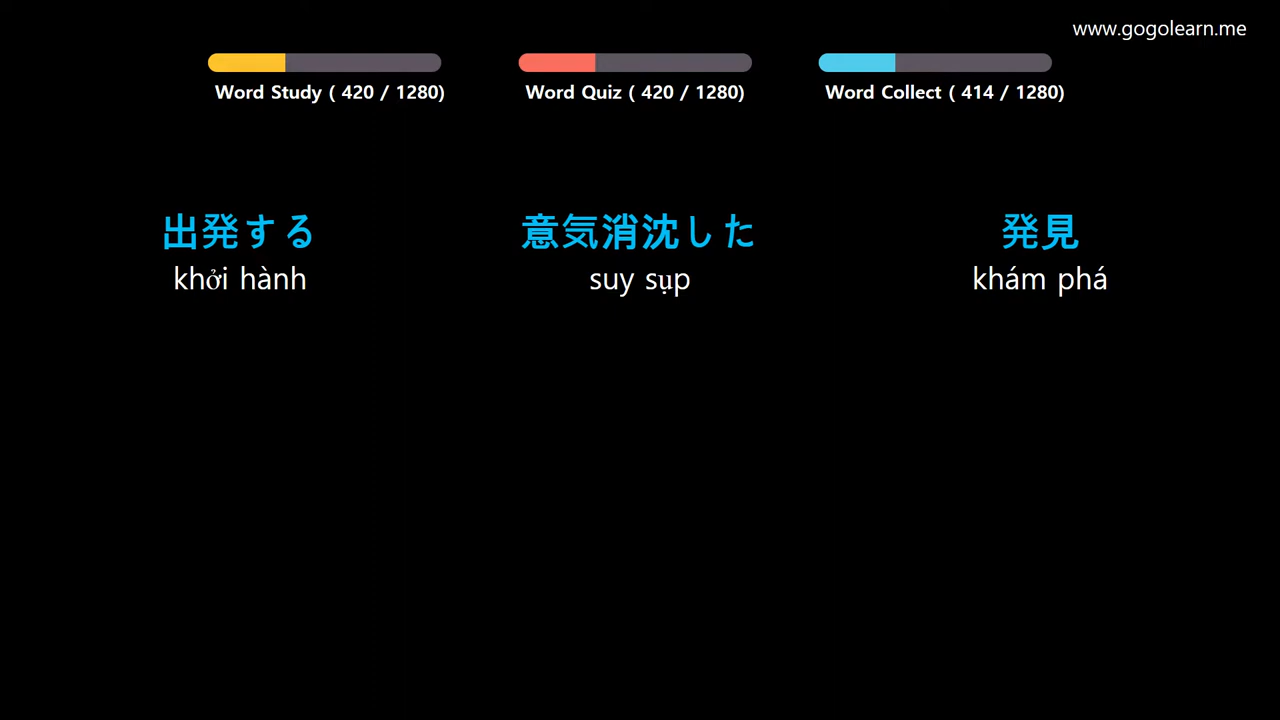 www.gogolearn.me
Word Study ( 420 / 1280)
Word Quiz ( 420 / 1280)
Word Collect ( 414 / 1280)
出発する
khởi hành
意気消沈した
suy sụp
発見
khám phá